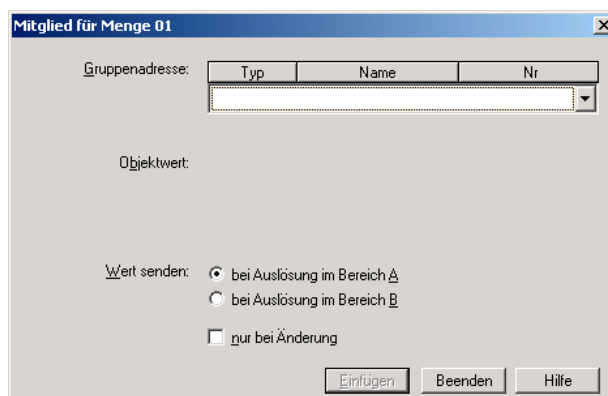 Mitglied für Menge 01
Gruppenadresse: Typ Name Nr
Objektwert:
Wert senden: bei Auslösung im Bereich A
bei Auslösung im Bereich B
nur bei Änderung
Einfügen Beenden Hilfe